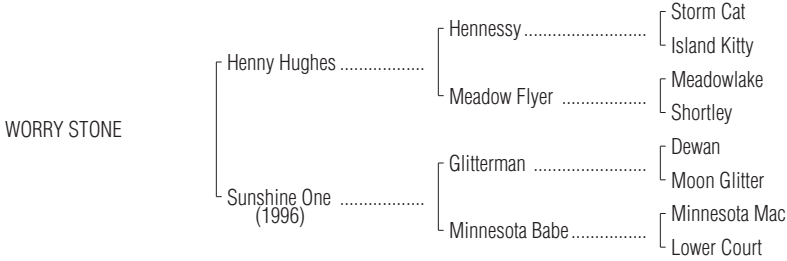 Storm Cat
Hennessy ..........................
Island Kitty
Henny Hughes ..................
Meadowlake
Meadow Flyer ..................
Shortley
WORRY STONE
Dewan
Glitterman ........................
Moon Glitter
Sunshine One ..................
(1996)
Minnesota Mac
Minnesota Babe................
Lower Court